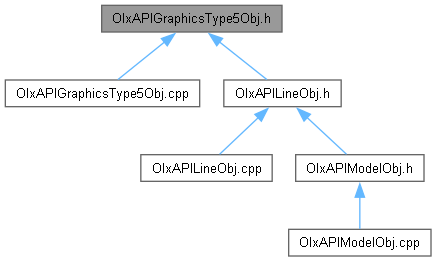 OlxAPIGraphicsType5Obj.h
OlxAPIGraphicsType5Obj.cpp
OlxAPILineObj.h
OlxAPILineObj.cpp
OlxAPIModelObj.h
OlxAPIModelObj.cpp